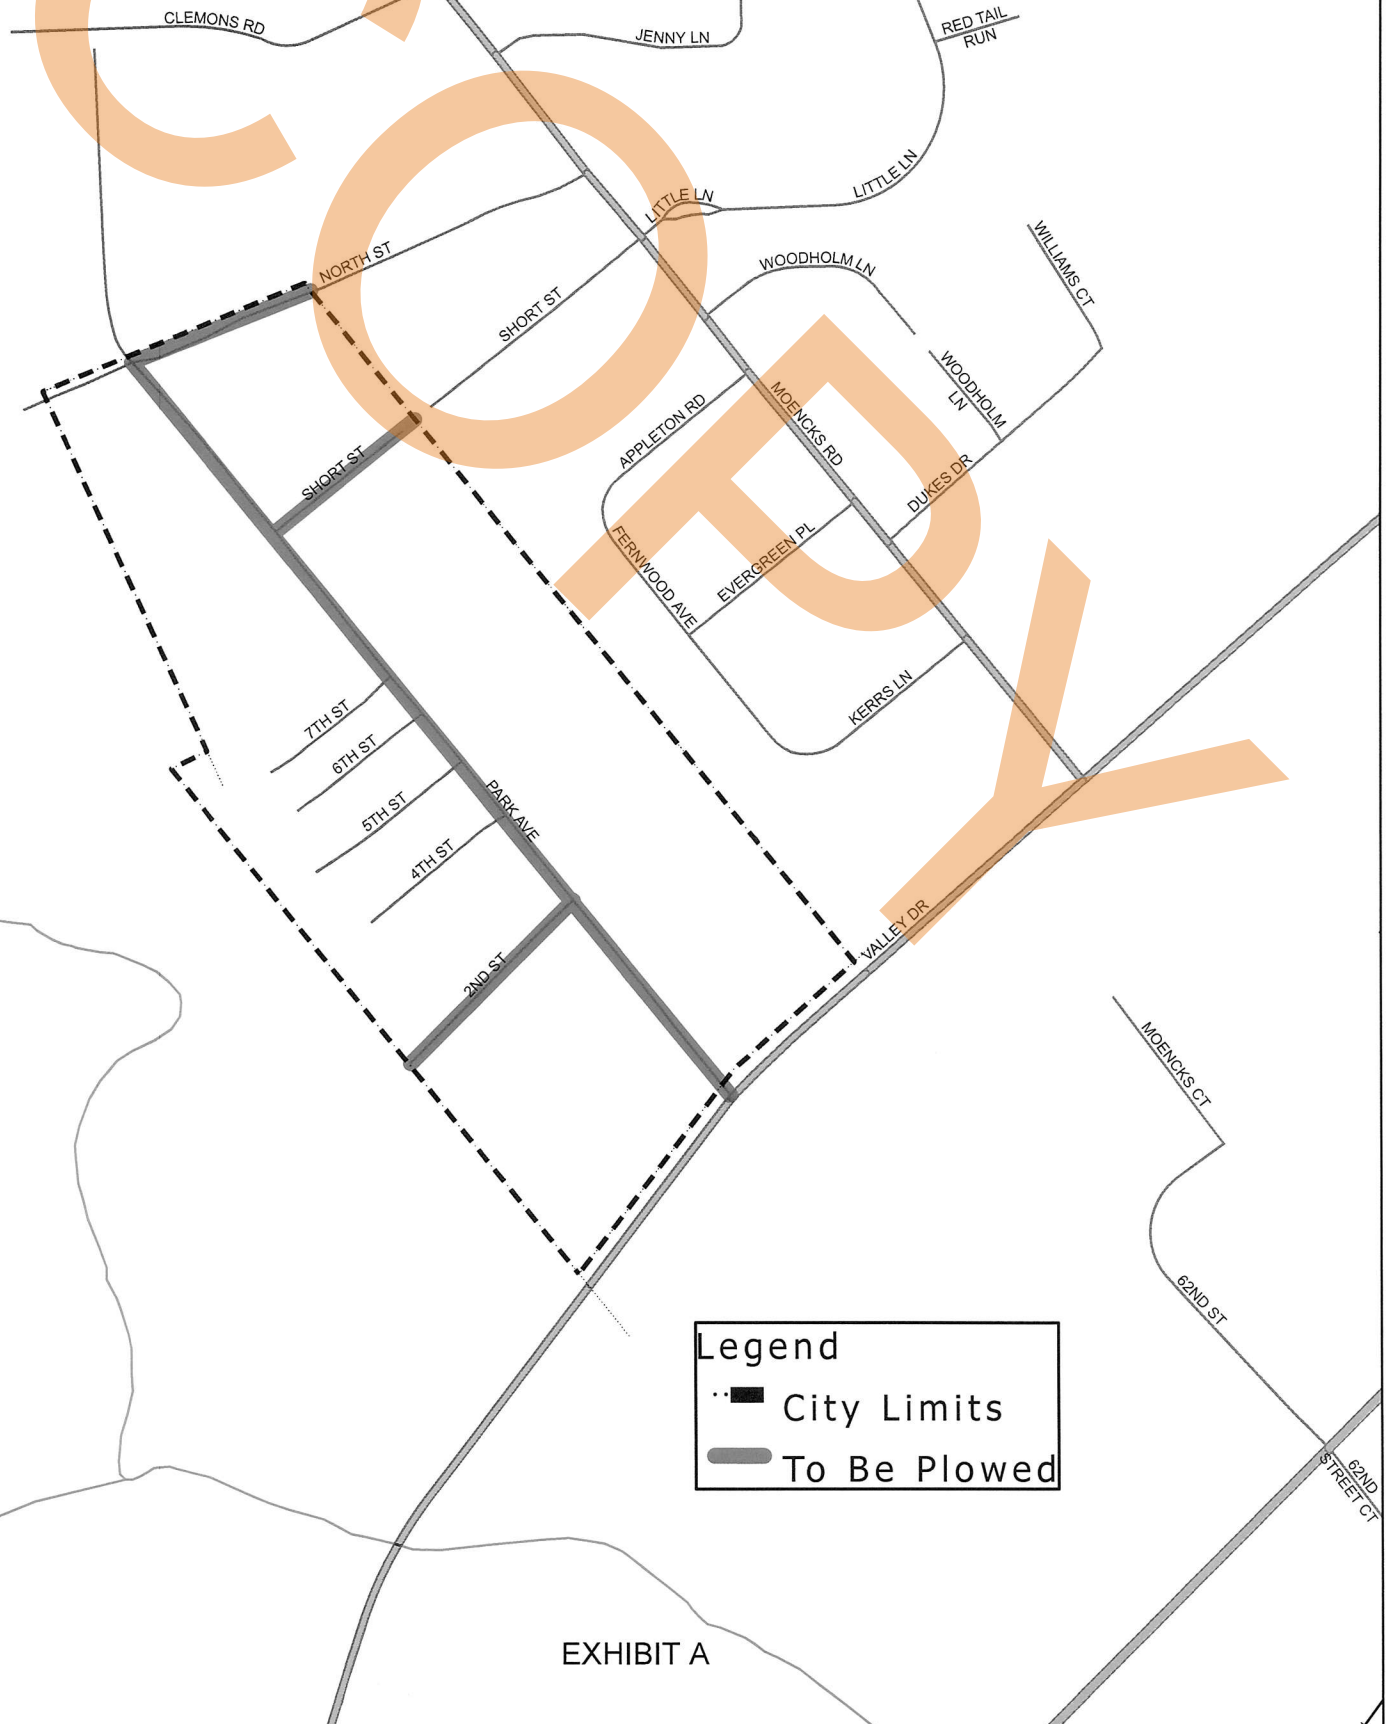 CLEMONS RD
JENNY LN
RED TAIL
RUN
LITTLE LN
LITTLE LN
NORTH ST
SHORT ST
WOODHOLM LN
WILLIAMS CT
WOODHOLM
LN
MOENCKS RD
APPLETON RD
DUKES DR
SHORT ST
FERNWOOD AVE
EVERGREEN PL
KERRS LN
7TH ST
6TH ST
5TH ST
4TH ST
PARK AVE
2ND ST
VALLEY DR
MOENCKS CT
62ND ST
62ND
STREET CT
Legend
City Limits
To Be Plowed
EXHIBIT A
COPY